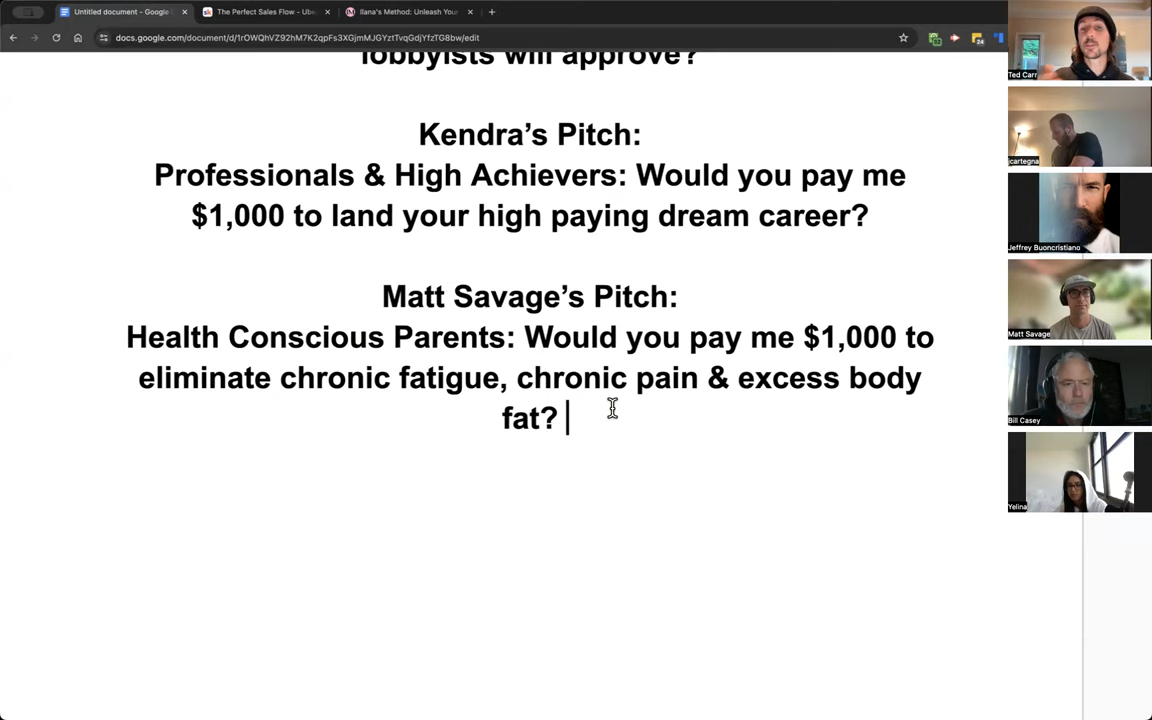 Untitled document - Google
The Perfect Sales Flow - Ube
Ilana's Method: Unleash You
docs.google.com/document/d/1rOWQhVZ92hM7K2qpFs3XGjmMJGYztTvqGdjYfzTG8bw/edit
24
lobbyists will approve?
Kendra’s Pitch:
Professionals & High Achievers: Would you pay me
$1,000 to land your high paying dream career?
Matt Savage’s Pitch:
Health Conscious Parents: Would you pay me $1,000 to
eliminate chronic fatigue, chronic pain & excess body
fat?
Ted Carr
jcartegna
Jeffrey Buoncristiano
Matt Savage
Bill Casey
Yelina